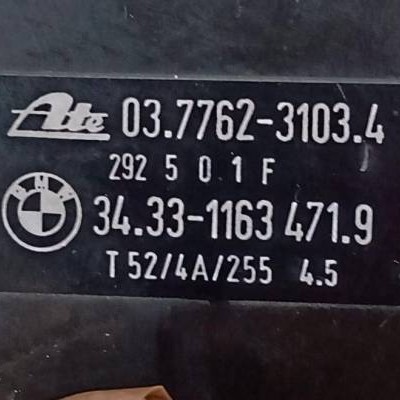 Ate 03.7762-3103.4
292 5 0 1 F
BMW 34.33-1163 471.9
T 52/4A/255 4.5